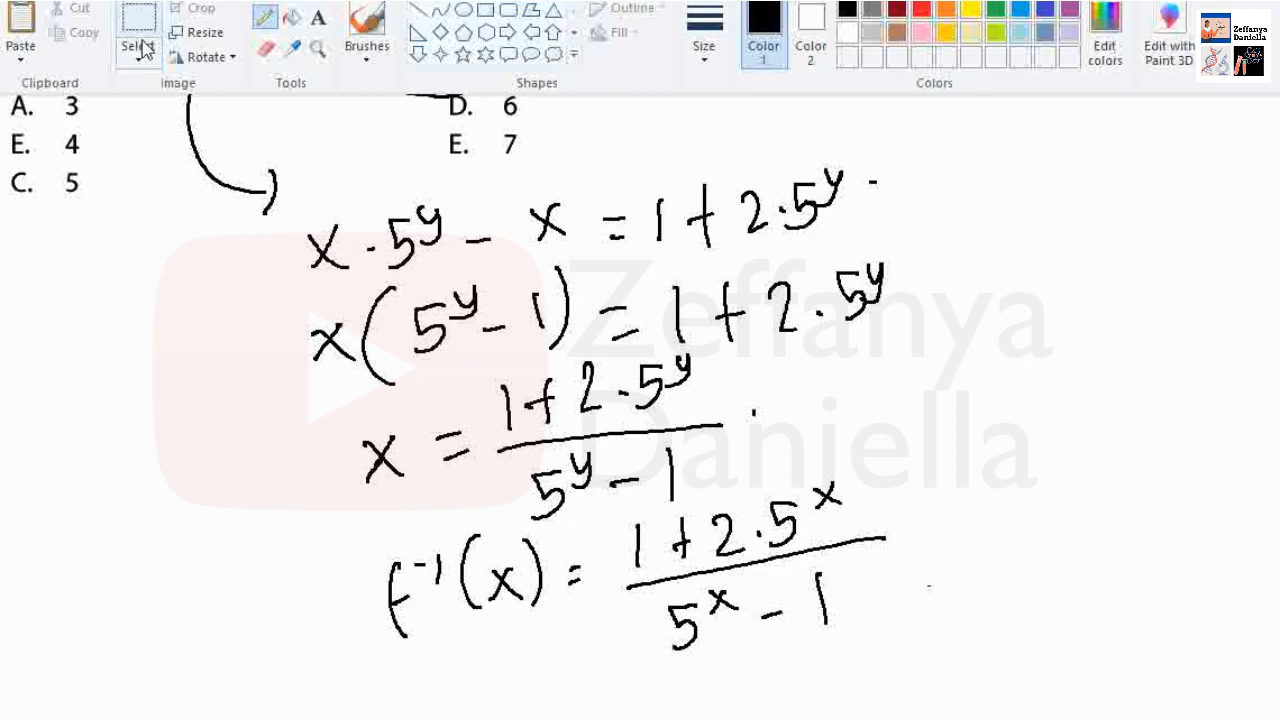 Cut
Copy
Paste
Clipboard
Select
Crop
Resize
Rotate
Image
A
Tools
Brushes
Outline
Fill
Shapes
Size
Color 1
Color 2
Edit colors
Colors
Edit with Paint 3D
Zeffanya
Daniella
A. 3
D. 6
E. 4
E. 7
C. 5
x · 5^y - x = 1 + 2·5^y
x(5^y - 1) = 1 + 2·5^y
x = (1 + 2·5^y)/(5^y - 1)
f^-1(x) = (1 + 2·5^x)/(5^x - 1)
Zeffanya
Daniella